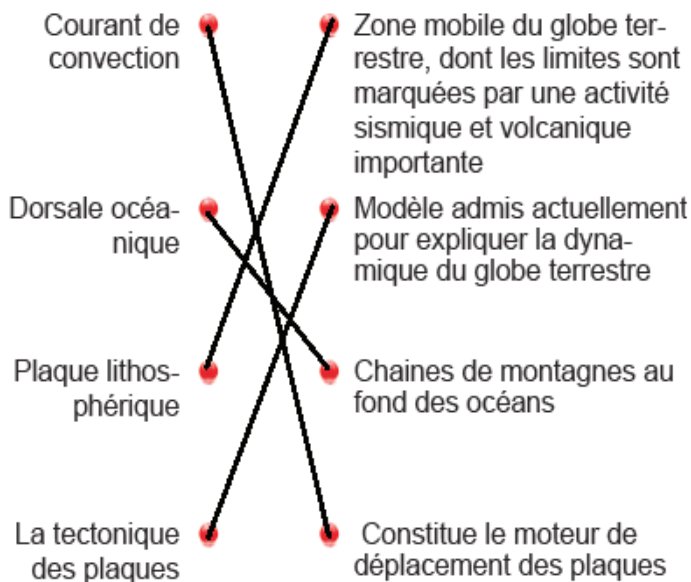 Courant de
convection
Zone mobile du globe ter-
restre, dont les limites sont
marquées par une activité
sismique et volcanique
importante
Dorsale océa-
nique
Modèle admis actuellement
pour expliquer la dyna-
mique du globe terrestre
Plaque lithos-
phérique
Chaines de montagnes au
fond des océans
La tectonique
des plaques
Constitue le moteur de
déplacement des plaques